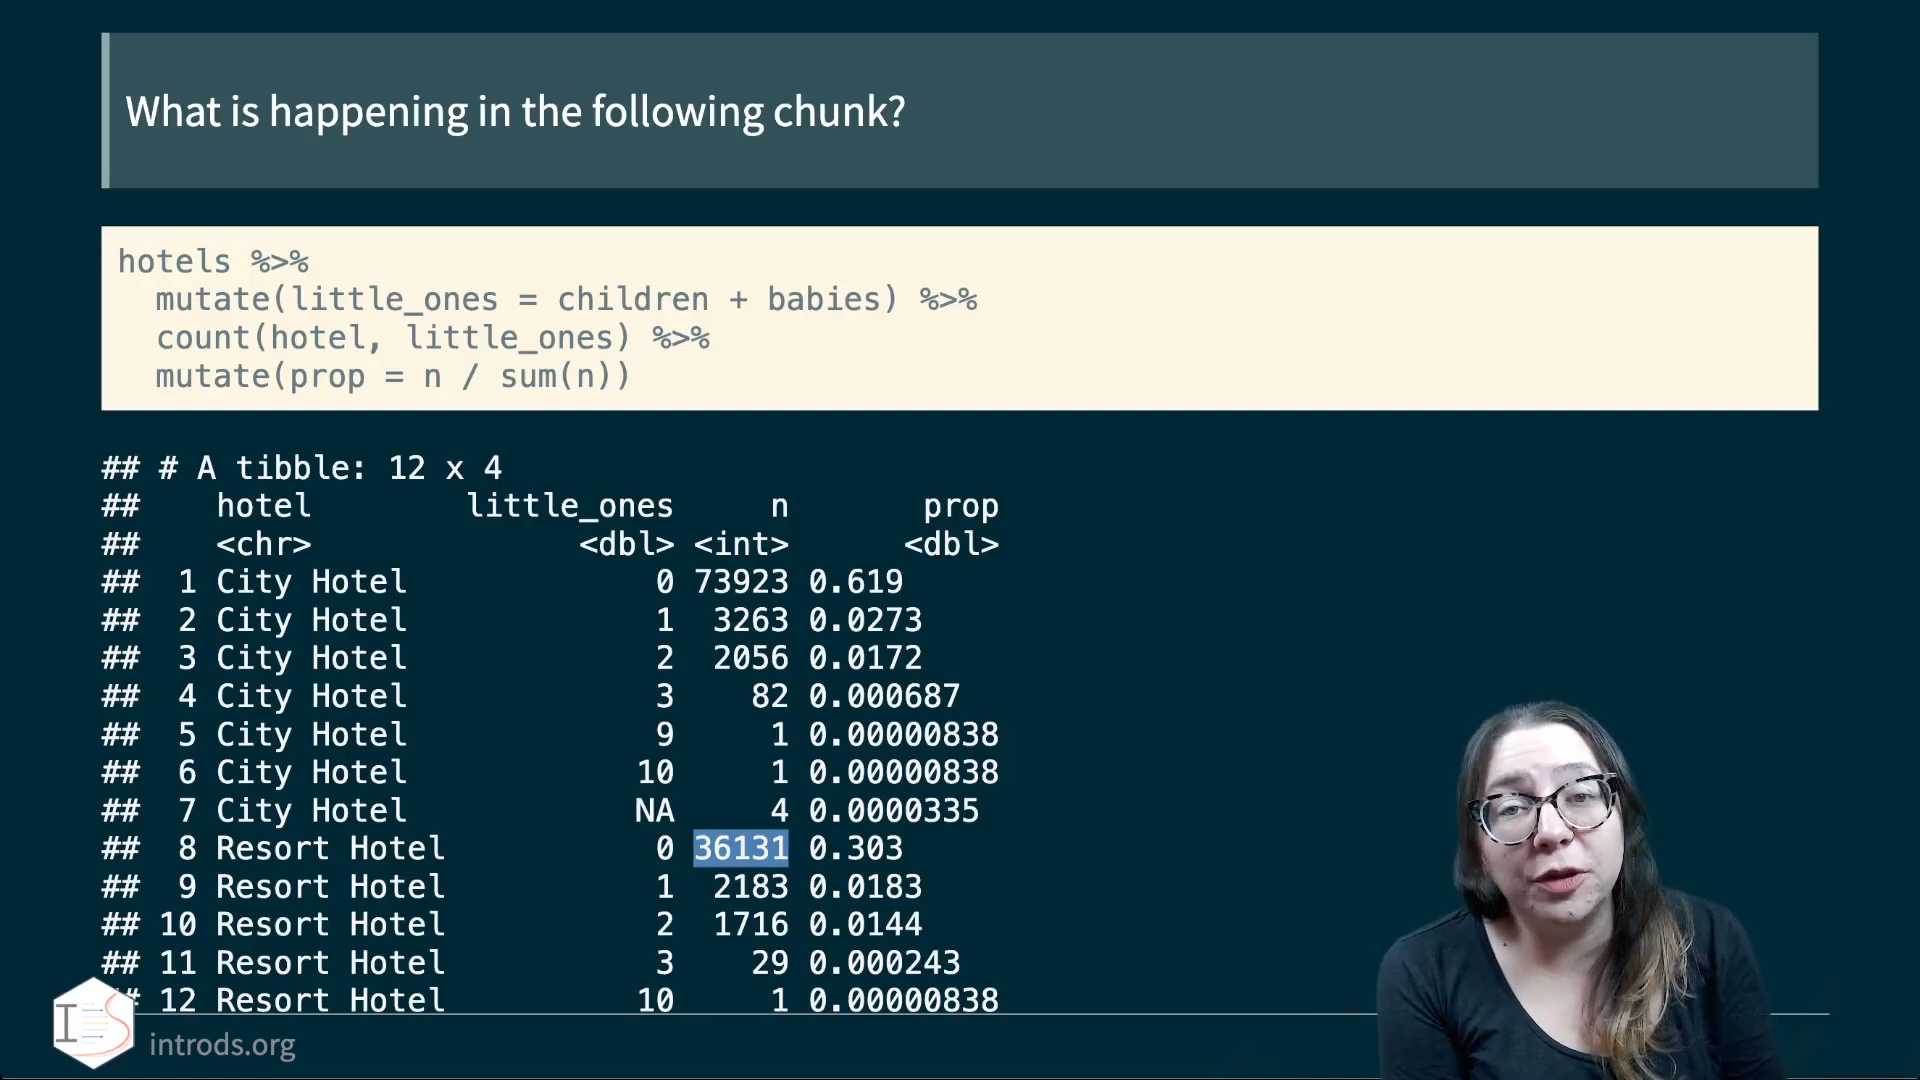 What is happening in the following chunk?
hotels %>%
  mutate(little_ones = children + babies) %>%
  count(hotel, little_ones) %>%
  mutate(prop = n / sum(n))
## # A tibble: 12 x 4
##    hotel        little_ones     n       prop
##    <chr>              <dbl> <int>      <dbl>
##  1 City Hotel             0 73923 0.619
##  2 City Hotel             1  3263 0.0273
##  3 City Hotel             2  2056 0.0172
##  4 City Hotel             3    82 0.000687
##  5 City Hotel             9     1 0.00000838
##  6 City Hotel            10     1 0.00000838
##  7 City Hotel            NA     4 0.0000335
##  8 Resort Hotel           0 36131 0.303
##  9 Resort Hotel           1  2183 0.0183
## 10 Resort Hotel           2  1716 0.0144
## 11 Resort Hotel           3    29 0.000243
## 12 Resort Hotel          10     1 0.00000838
IDS
introds.org